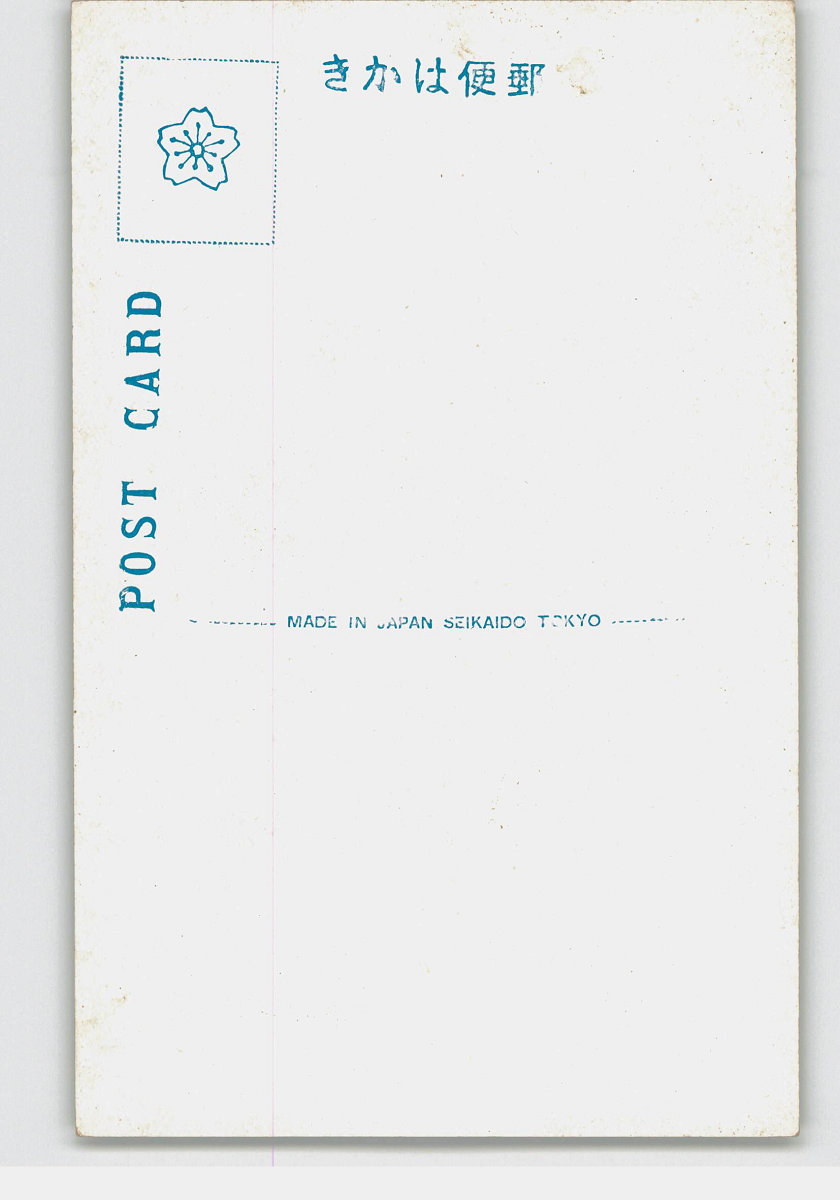 郵便はかき
POST CARD
MADE IN JAPAN SEIKAIDO TOKYO